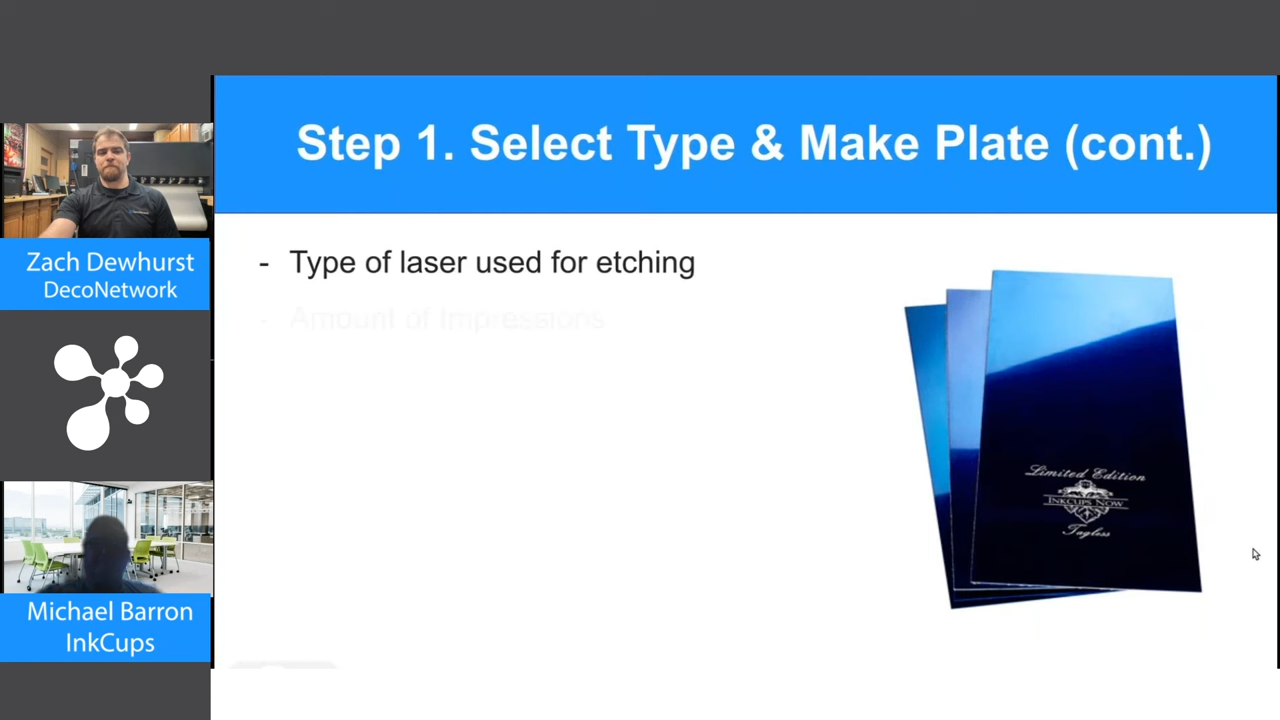 Step 1. Select Type & Make Plate (cont.)
- Type of laser used for etching
- Amount of Impressions
Limited Edition
INKCUPS NOW
Tagless
Zach Dewhurst
DecoNetwork
Michael Barron
InkCups